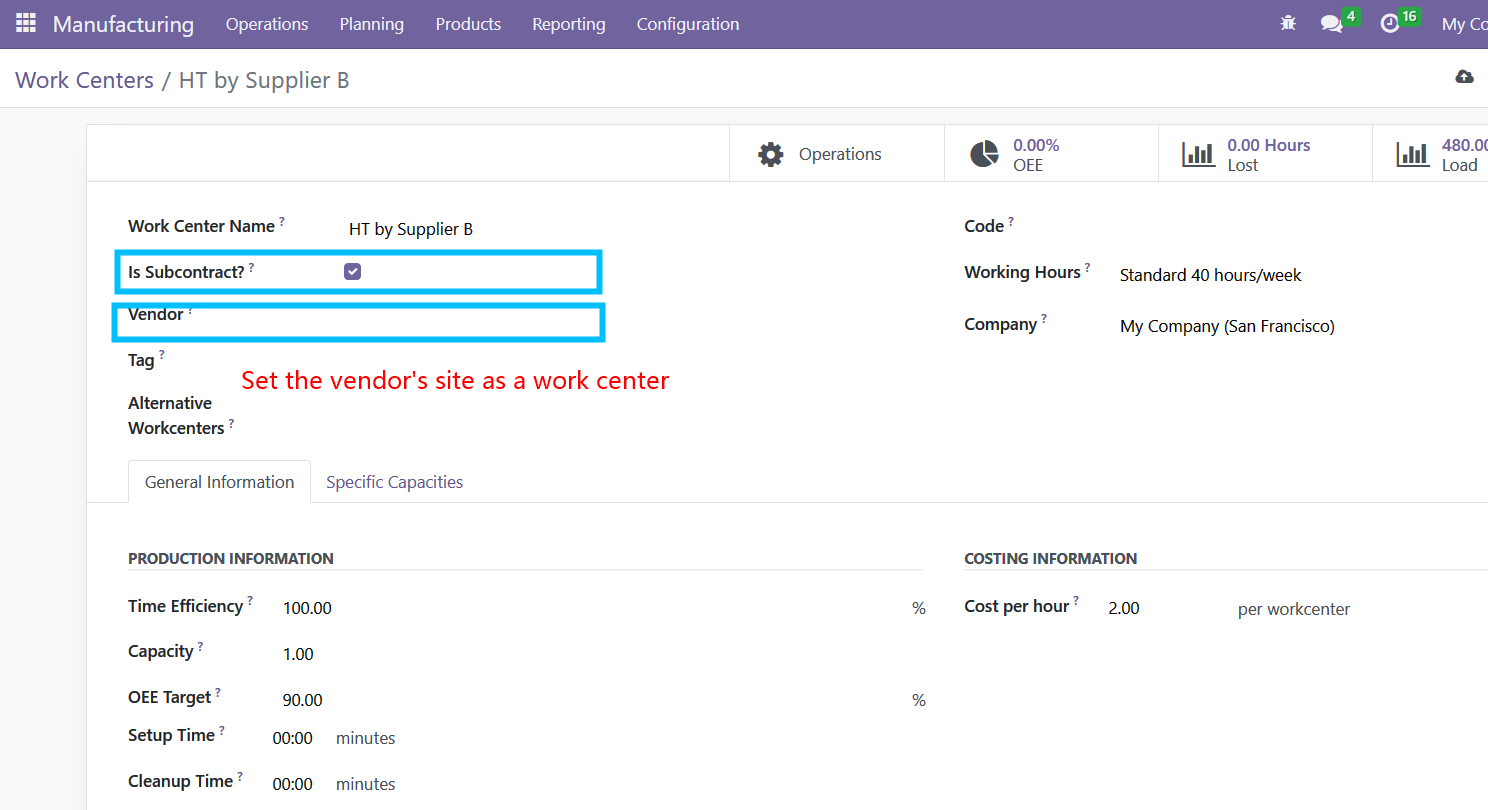 Manufacturing Operations Planning Products Reporting Configuration 4 16 My Co
Work Centers / HT by Supplier B
Operations 0.00% OEE 0.00 Hours Lost 480.00 Load
Work Center Name ? HT by Supplier B Code ?
Is Subcontract? ? Working Hours ? Standard 40 hours/week
Vendor ? Company ? My Company (San Francisco)
Tag ?
Set the vendor's site as a work center
Alternative
Workcenters ?
General Information Specific Capacities
PRODUCTION INFORMATION COSTING INFORMATION
Time Efficiency ? 100.00 % Cost per hour ? 2.00 per workcenter
Capacity ? 1.00
OEE Target ? 90.00 %
Setup Time ? 00:00 minutes
Cleanup Time ? 00:00 minutes